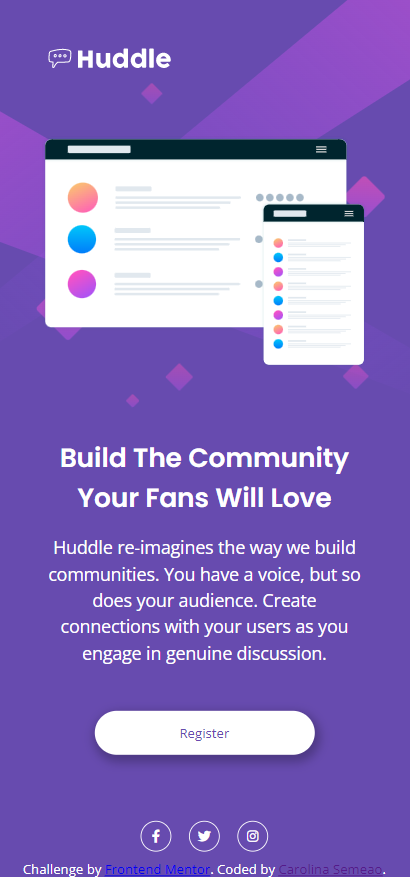 Huddle
Build The Community
Your Fans Will Love
Huddle re-imagines the way we build
communities. You have a voice, but so
does your audience. Create
connections with your users as you
engage in genuine discussion.
Register
Challenge by Frontend Mentor. Coded by Carolina Semeao.